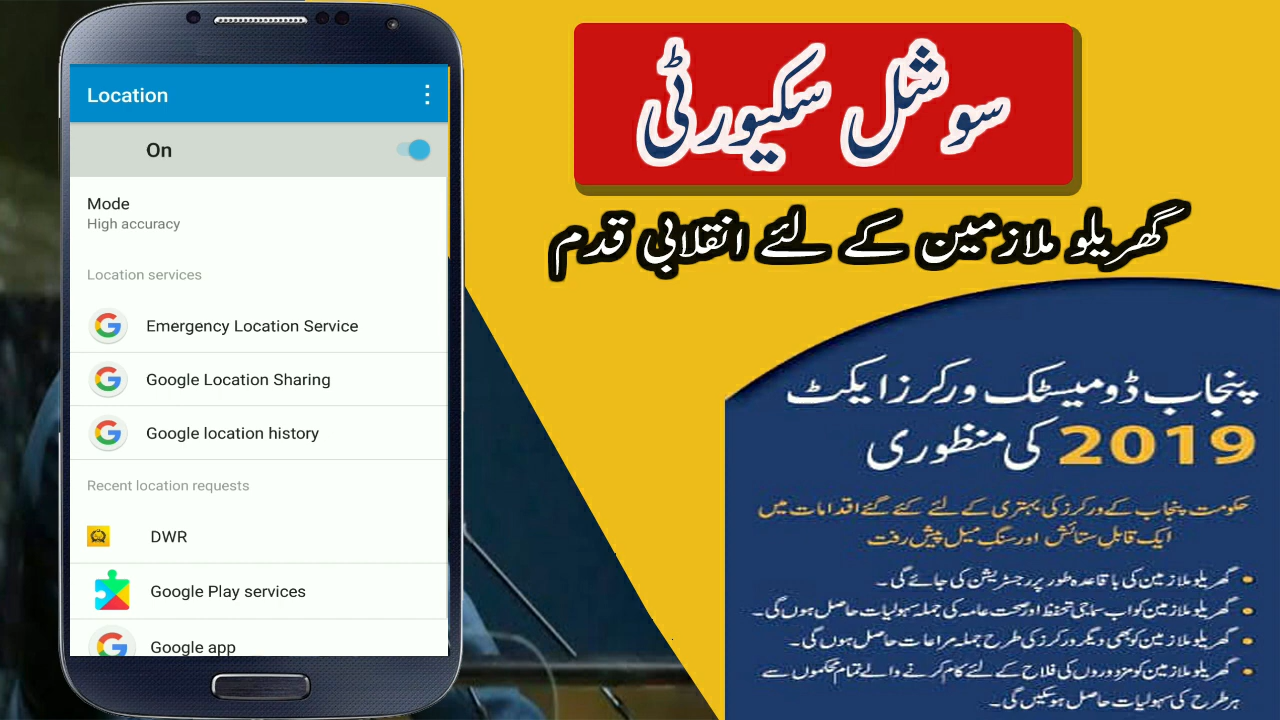 Location
On
Mode
High accuracy
Location services
Emergency Location Service
Google Location Sharing
Google location history
Recent location requests
DWR
Google Play services
Google app
سوشل سکیورٹی
گھریلو ملازمین کے لئے انقلابی قدم
پنجاب ڈومیسٹک ورکرز ایکٹ
2019 کی منظوری
حکومت پنجاب کے ورکرز کی بہتری کے لئے کئے گئے اقدامات میں
ایک قابل ستائش اور سنگِ میل پیش رفت
• گھریلو ملازمین کی باقاعدہ طور پر رجسٹریشن کی جائے گی۔
• گھریلو ملازمین کو اب سماجی تحفظ اور صحت عامہ کی جملہ سہولیات حاصل ہوں گی۔
• گھریلو ملازمین کو بھی دیگر ورکرز کی طرح جملہ مراعات حاصل ہوں گی۔
• گھریلو ملازمین کو مزدوروں کی فلاح کے لئے کام کرنے والے تمام محکموں سے
ہر طرح کی سہولیات حاصل ہو سکیں گی۔